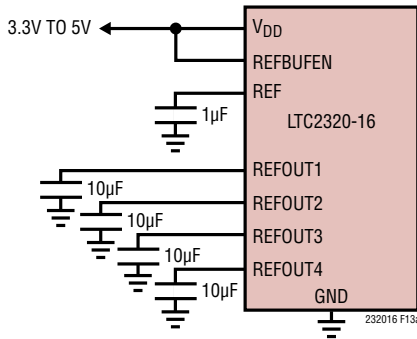 3.3V TO 5V
VDD
REFBUFEN
REF
1µF
LTC2320-16
REFOUT1
10µF
REFOUT2
10µF
REFOUT3
10µF
REFOUT4
10µF
GND
232016 F13a